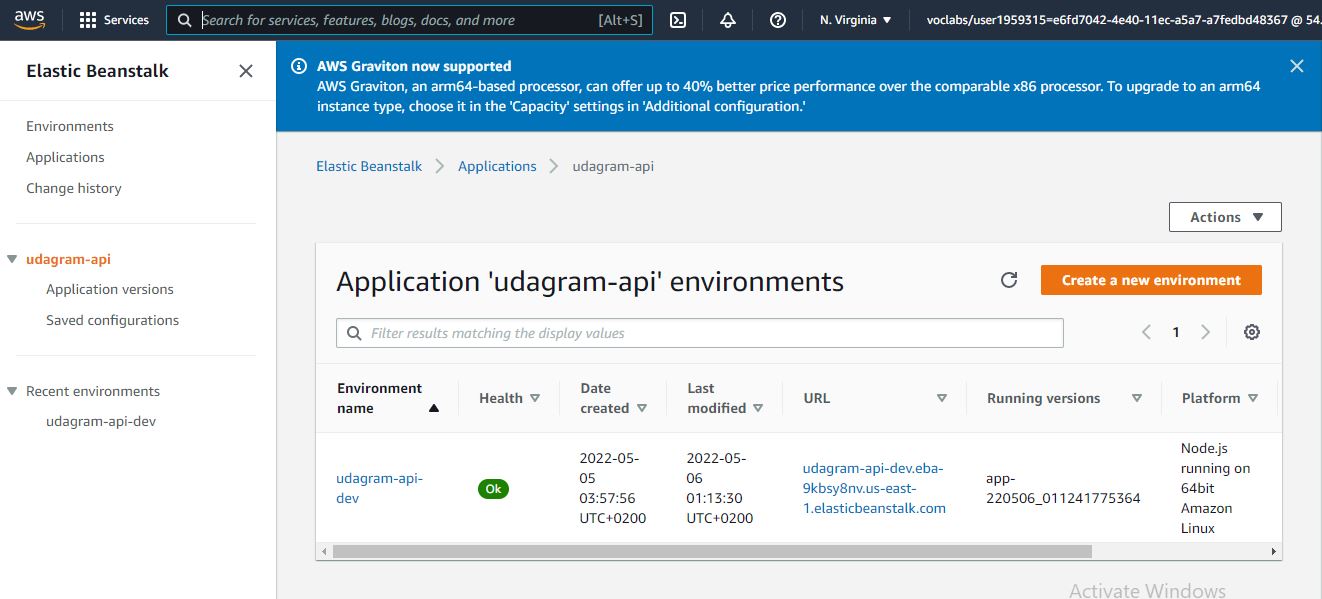 aws
Services
Search for services, features, blogs, docs, and more
[Alt+S]
N. Virginia
voclabs/user1959315=e6fd7042-4e40-11ec-a5a7-a7fedbd48367 @ 54.
Elastic Beanstalk
Environments
Applications
Change history
udagram-api
Application versions
Saved configurations
Recent environments
udagram-api-dev
AWS Graviton now supported
AWS Graviton, an arm64-based processor, can offer up to 40% better price performance over the comparable x86 processor. To upgrade to an arm64
instance type, choose it in the 'Capacity' settings in 'Additional configuration.'
Elastic Beanstalk
Applications
udagram-api
Actions
Application 'udagram-api' environments
Create a new environment
Filter results matching the display values
1
Environment
name
Health
Date
created
Last
modified
URL
Running versions
Platform
udagram-api-
dev
Ok
2022-05-
05
03:57:56
UTC+0200
2022-05-
06
01:13:30
UTC+0200
udagram-api-dev.eba-
9kbsy8nv.us-east-
1.elasticbeanstalk.com
app-
220506_011241775364
Node.js
running on
64bit
Amazon
Linux
Activate Windows